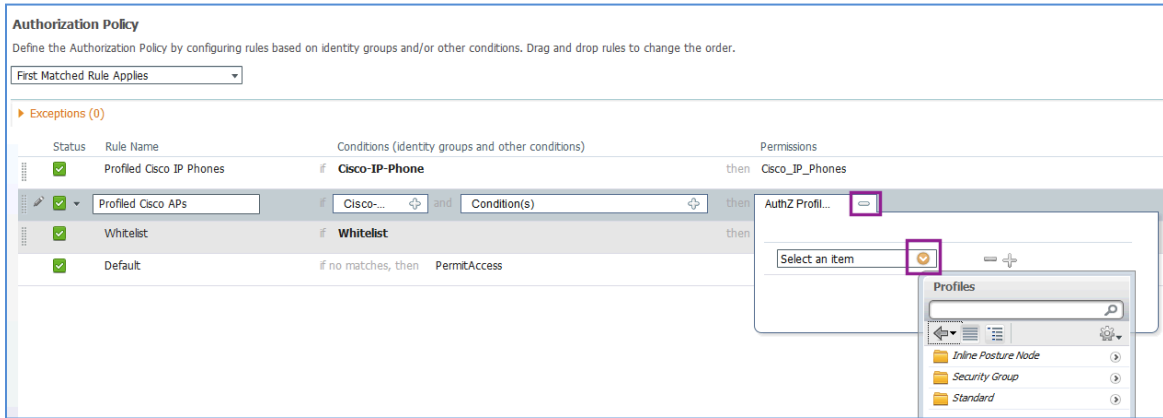 Authorization Policy
Define the Authorization Policy by configuring rules based on identity groups and/or other conditions. Drag and drop rules to change the order.
First Matched Rule Applies
Exceptions (0)
Status Rule Name Conditions (identity groups and other conditions) Permissions
Profiled Cisco IP Phones if Cisco-IP-Phone then Cisco_IP_Phones
Profiled Cisco APs if Cisco-... and Condition(s) then AuthZ Profil...
Whitelist if Whitelist then
Select an item
Default if no matches, then PermitAccess
Profiles
Inline Posture Node
Security Group
Standard